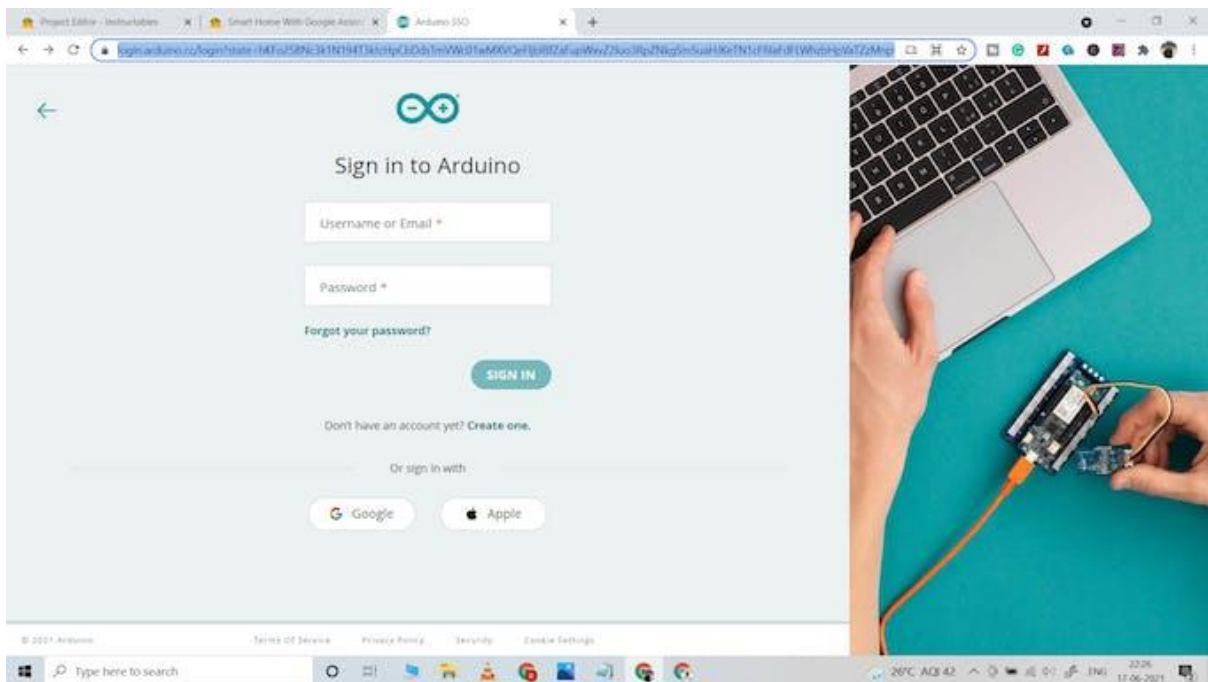 Project Editor - Instructables
Smart Home With Google Assist
Arduino SSO
Sign in to Arduino
Username or Email *
Password *
Forgot your password?
SIGN IN
Don't have an account yet? Create one.
Or sign in with
Google
Apple
© 2021 Arduino
Terms Of Service
Privacy Policy
Security
Cookie Settings
Type here to search
26°C AQI 42
ENG
22:26
17-06-2021